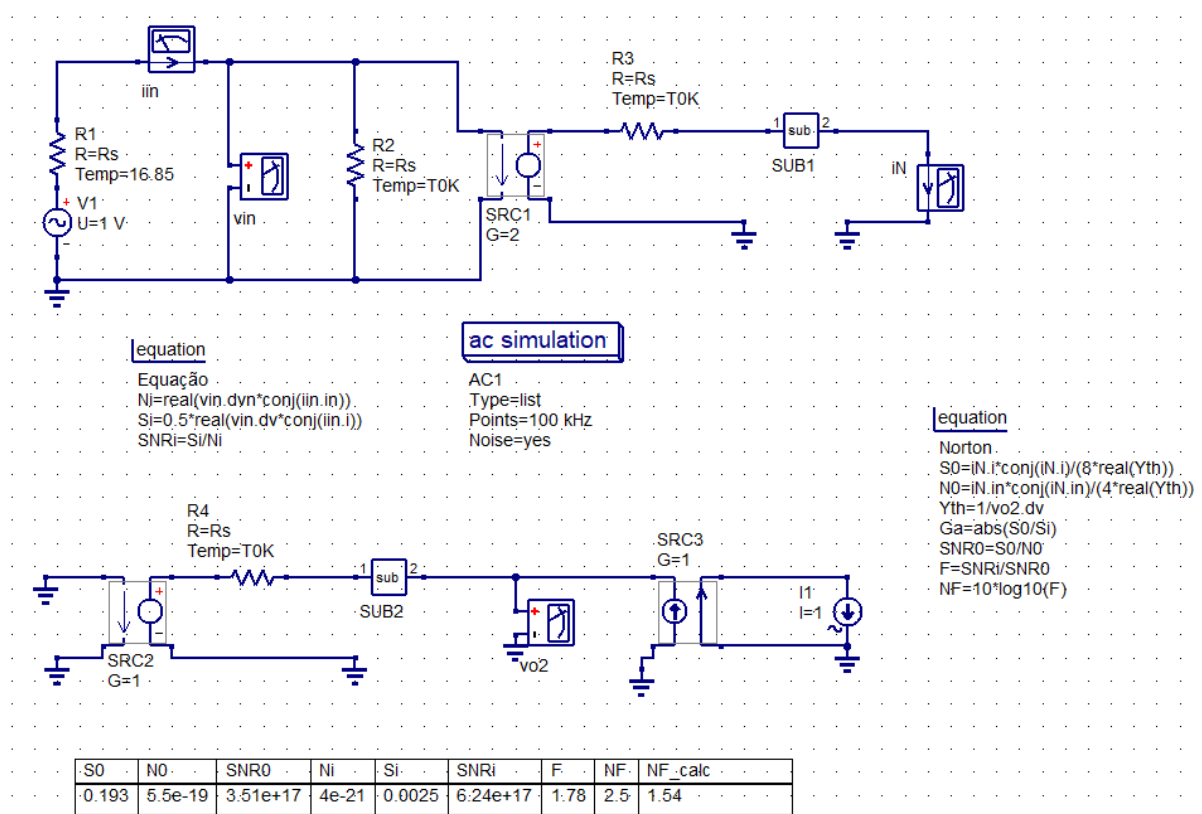 iin
R1
R=Rs
Temp=16.85
V1
U=1 V
+
−
+
vin
R2
R=Rs
Temp=T0K
SRC1
G=2
+
−
R3
R=Rs
Temp=T0K
1 sub 2
SUB1
iN
equation
Equação
Ni=real(vin.dvn*conj(iin.in))
Si=0.5*real(vin.dv*conj(iin.i))
SNRi=Si/Ni
ac simulation
AC1
Type=list
Points=100 kHz
Noise=yes
equation
Norton
S0=iN.i*conj(iN.i)/(8*real(Yth))
N0=iN.in*conj(iN.in)/(4*real(Yth))
Yth=1/vo2.dv
Ga=abs(S0/Si)
SNR0=S0/N0
F=SNRi/SNR0
NF=10*log10(F)
R4
R=Rs
Temp=T0K
SRC2
G=1
+
−
1 sub 2
SUB2
+
vo2
SRC3
G=1
I1
I=1
S0 N0 SNR0 Ni Si SNRi F NF NF_calc
0.193 5.5e-19 3.51e+17 4e-21 0.0025 6.24e+17 1.78 2.5 1.54